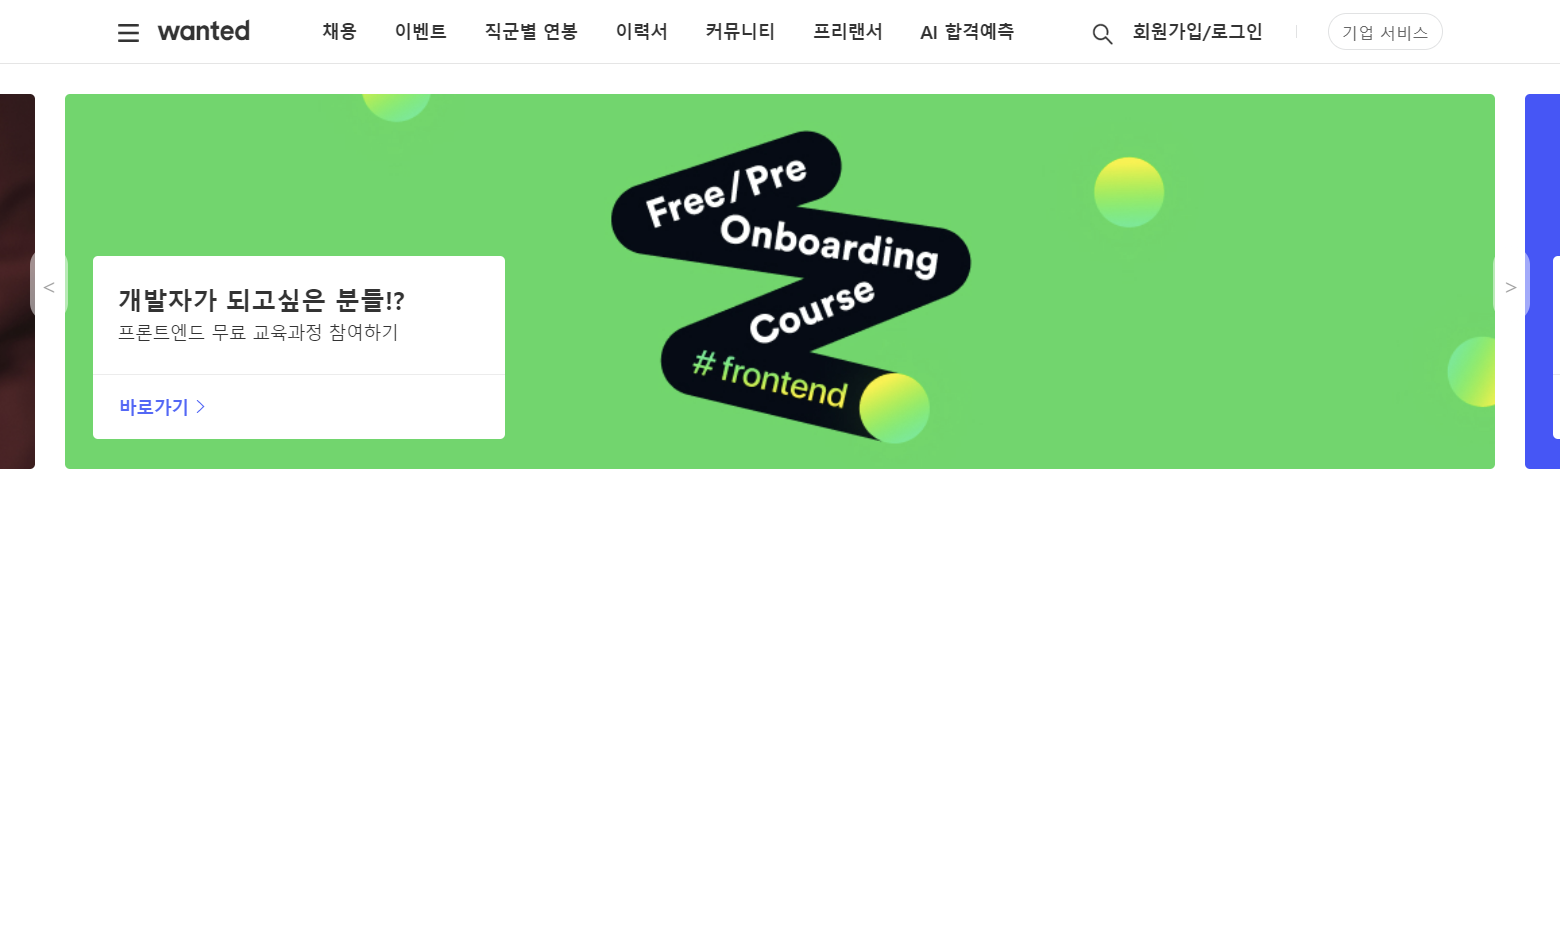 wanted
채용
이벤트
직군별 연봉
이력서
커뮤니티
프리랜서
AI 합격예측
회원가입/로그인
기업 서비스
Free / Pre
Onboarding
Course
# frontend
<
>
개발자가 되고싶은 분들!?
프론트엔드 무료 교육과정 참여하기
바로가기 >